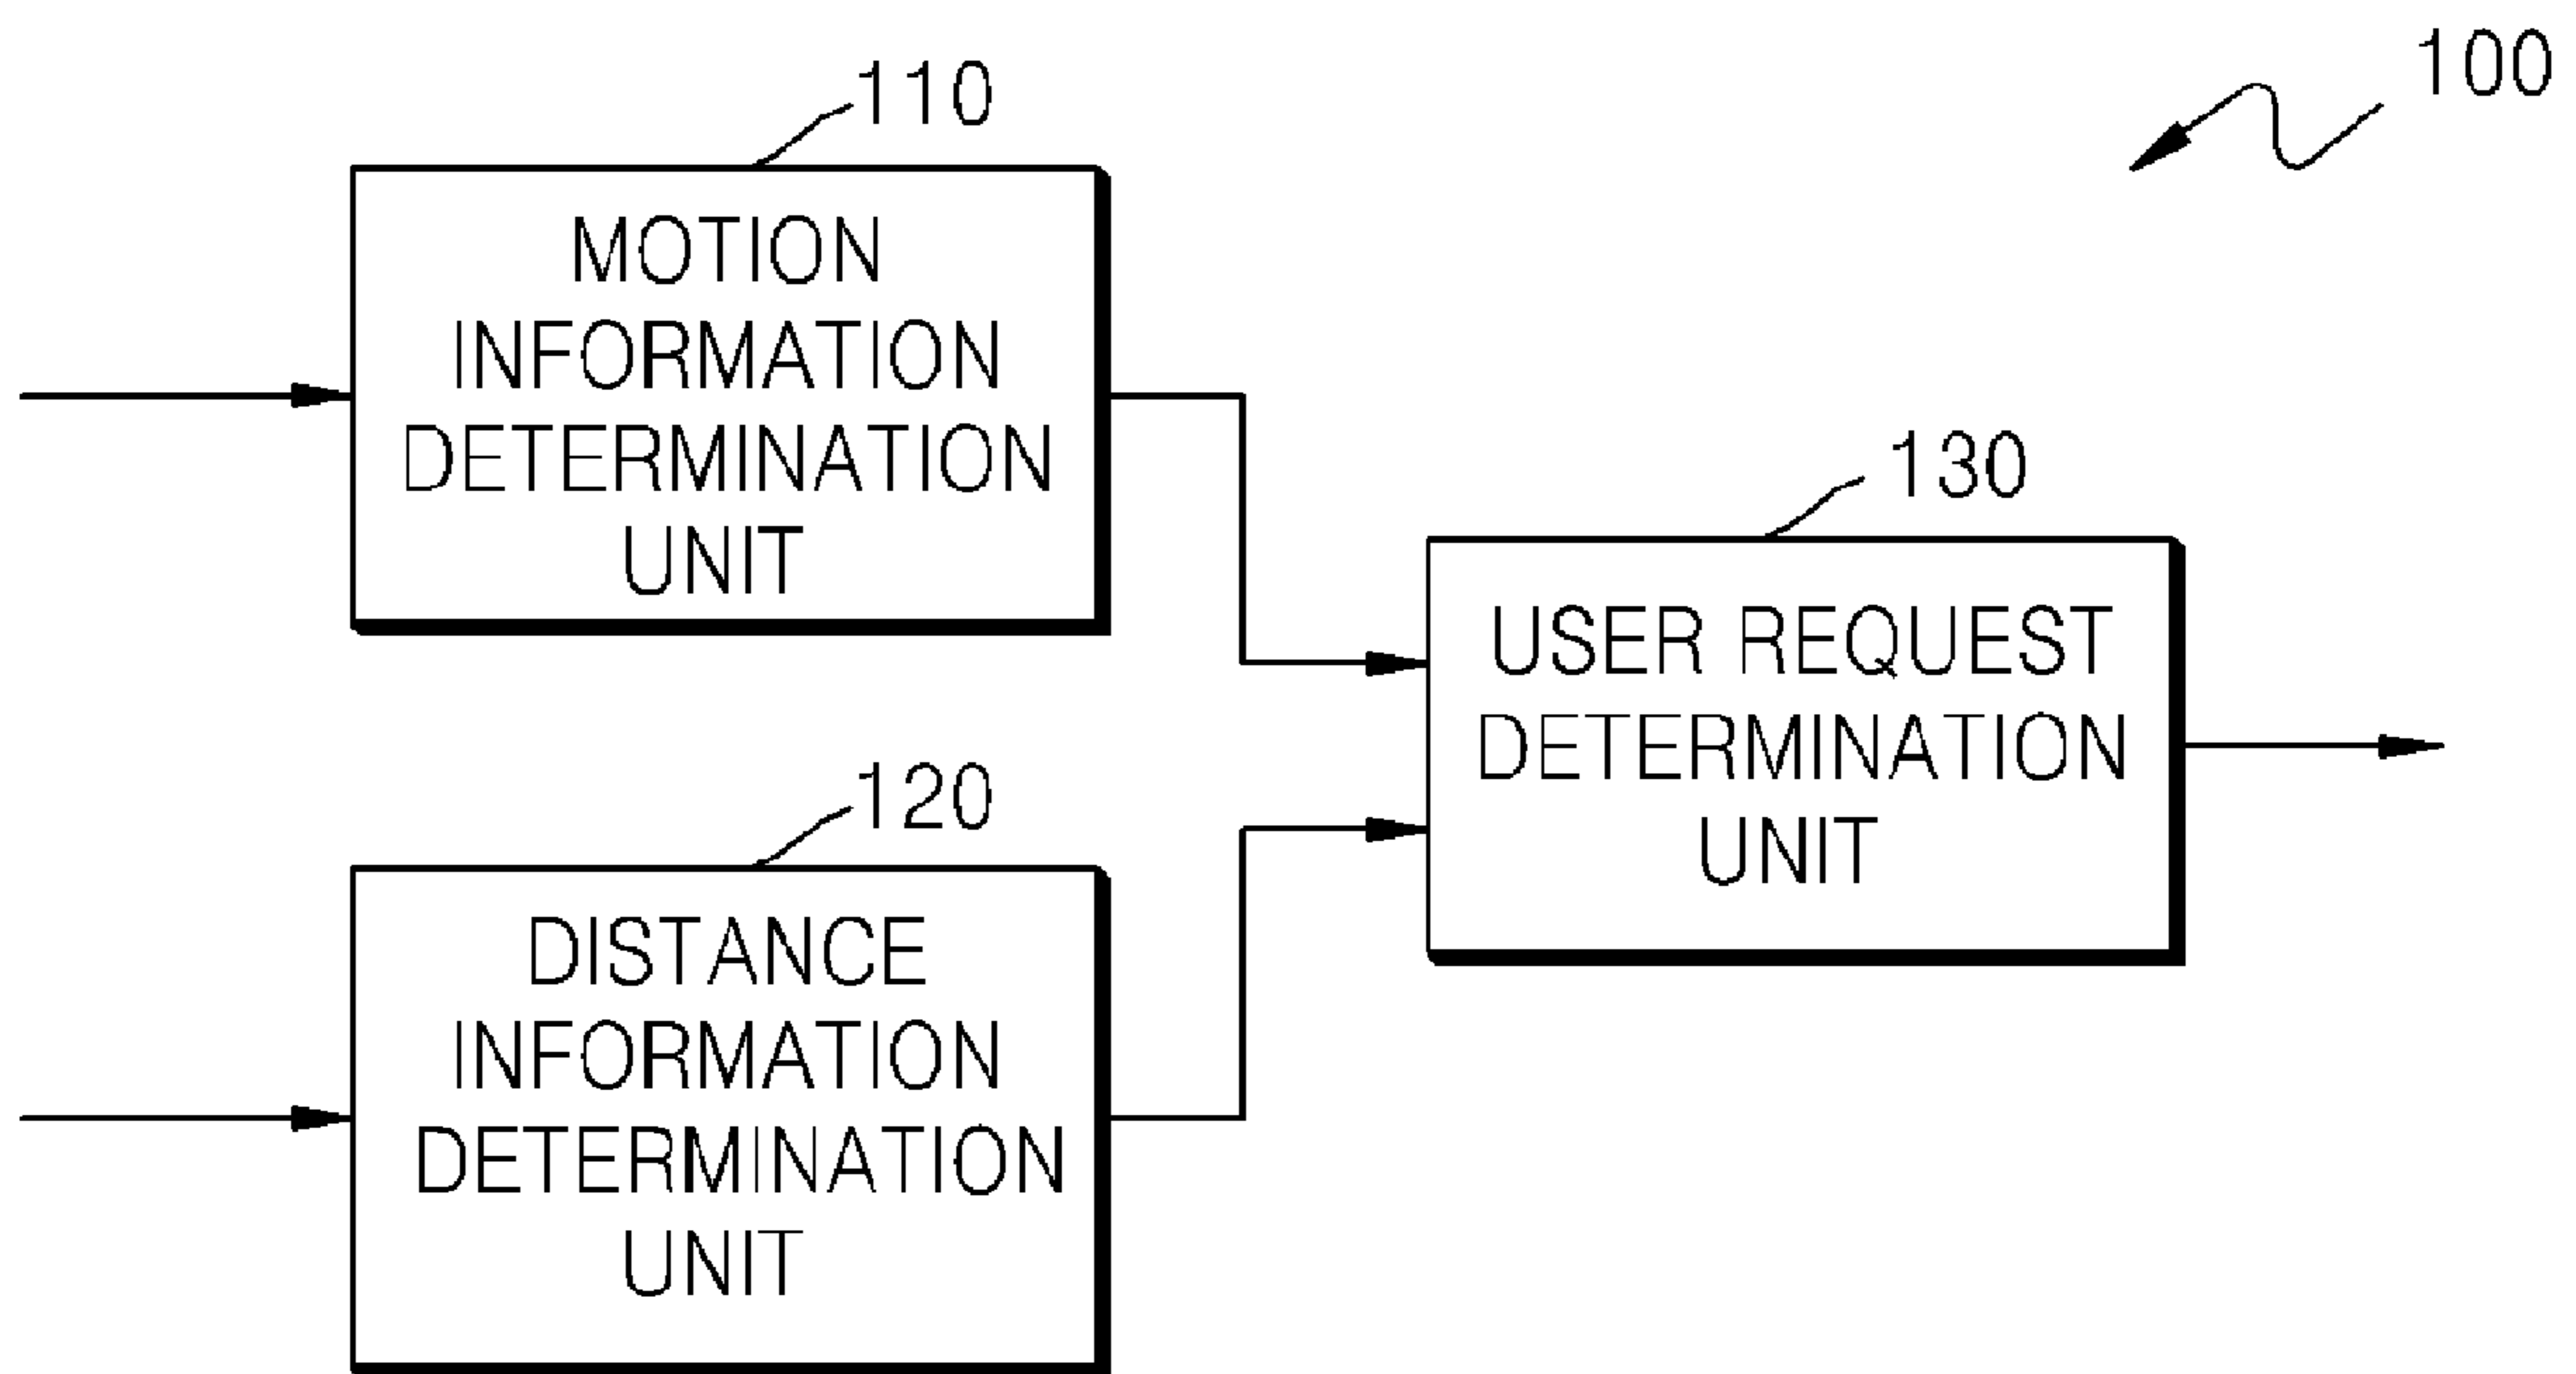 100
110
MOTION
INFORMATION
DETERMINATION
UNIT
130
USER REQUEST
DETERMINATION
UNIT
120
DISTANCE
INFORMATION
DETERMINATION
UNIT